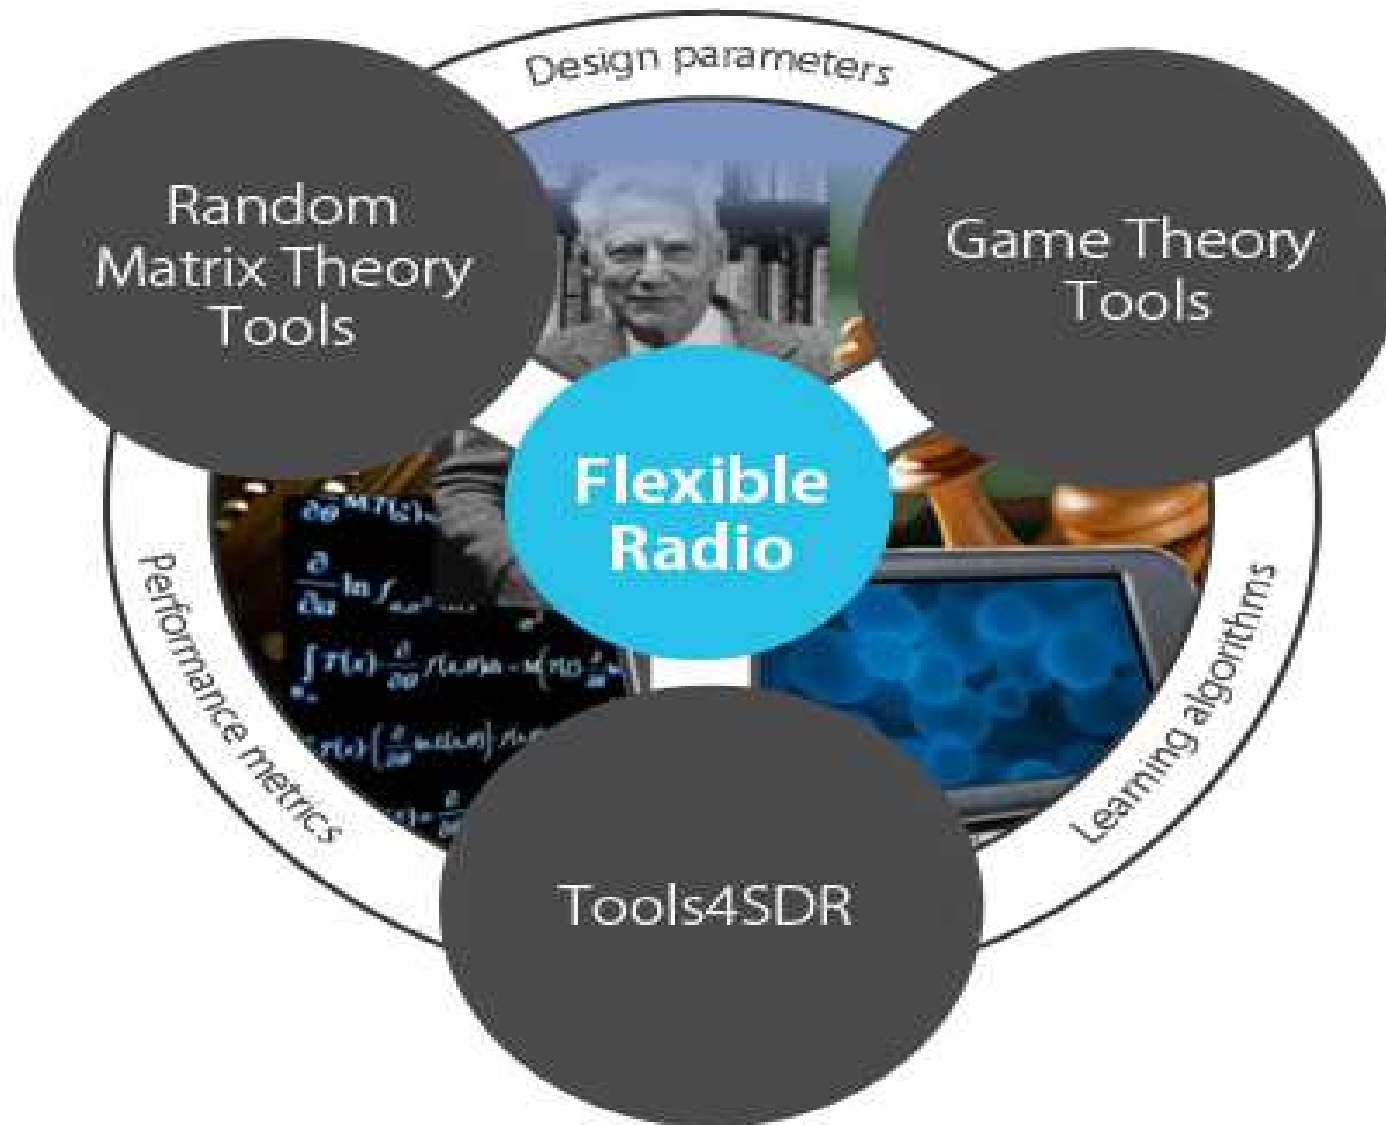 Design parameters
Random
Matrix Theory
Tools
Game Theory
Tools
Flexible
Radio
Performance metrics
Learning algorithms
Tools4SDR